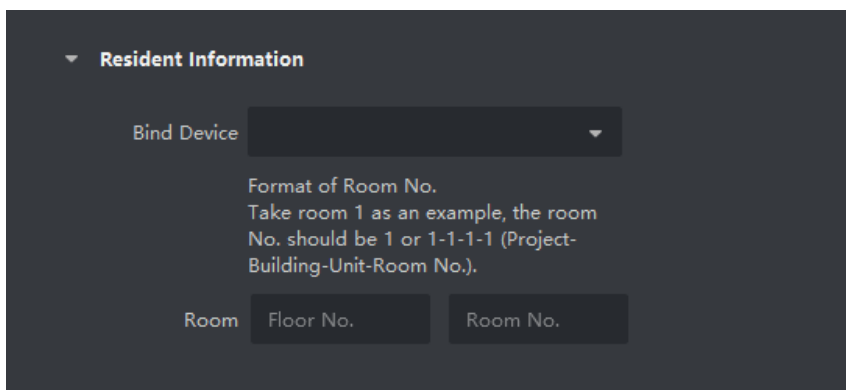 Resident Information
Bind Device
Format of Room No.
Take room 1 as an example, the room
No. should be 1 or 1-1-1-1 (Project-
Building-Unit-Room No.).
Room Floor No. Room No.